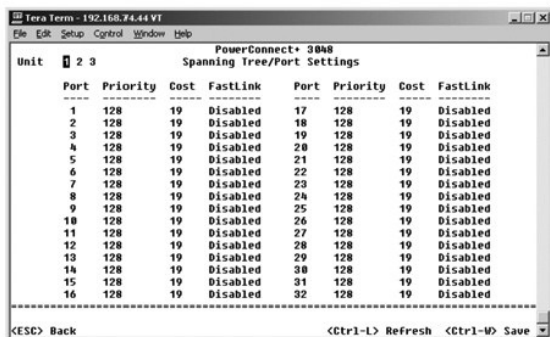 Tera Term - 192.168.74.44 VT
File Edit Setup Control Window Help
PowerConnect+ 3048
Unit 1 2 3 Spanning Tree/Port Settings
Port Priority Cost FastLink Port Priority Cost FastLink
---- -------- ---- -------- ---- -------- ---- --------
1 128 19 Disabled 17 128 19 Disabled
2 128 19 Disabled 18 128 19 Disabled
3 128 19 Disabled 19 128 19 Disabled
4 128 19 Disabled 20 128 19 Disabled
5 128 19 Disabled 21 128 19 Disabled
6 128 19 Disabled 22 128 19 Disabled
7 128 19 Disabled 23 128 19 Disabled
8 128 19 Disabled 24 128 19 Disabled
9 128 19 Disabled 25 128 19 Disabled
10 128 19 Disabled 26 128 19 Disabled
11 128 19 Disabled 27 128 19 Disabled
12 128 19 Disabled 28 128 19 Disabled
13 128 19 Disabled 29 128 19 Disabled
14 128 19 Disabled 30 128 19 Disabled
15 128 19 Disabled 31 128 19 Disabled
16 128 19 Disabled 32 128 19 Disabled
<ESC> Back <Ctrl-L> Refresh <Ctrl-W> Save